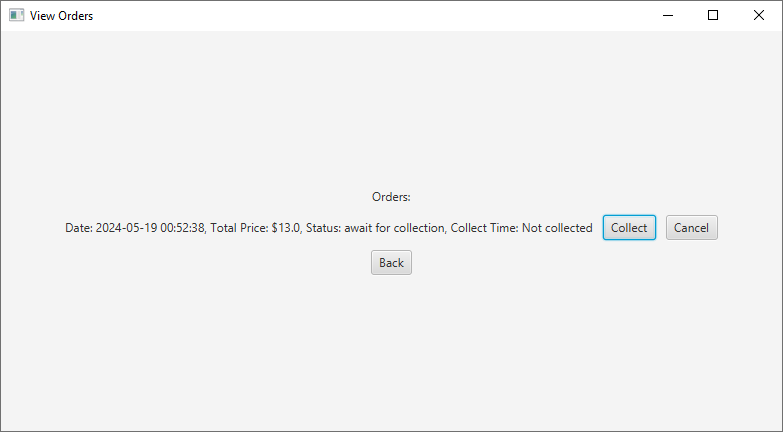 View Orders
Orders:
Date: 2024-05-19 00:52:38, Total Price: $13.0, Status: await for collection, Collect Time: Not collected Collect Cancel
Back